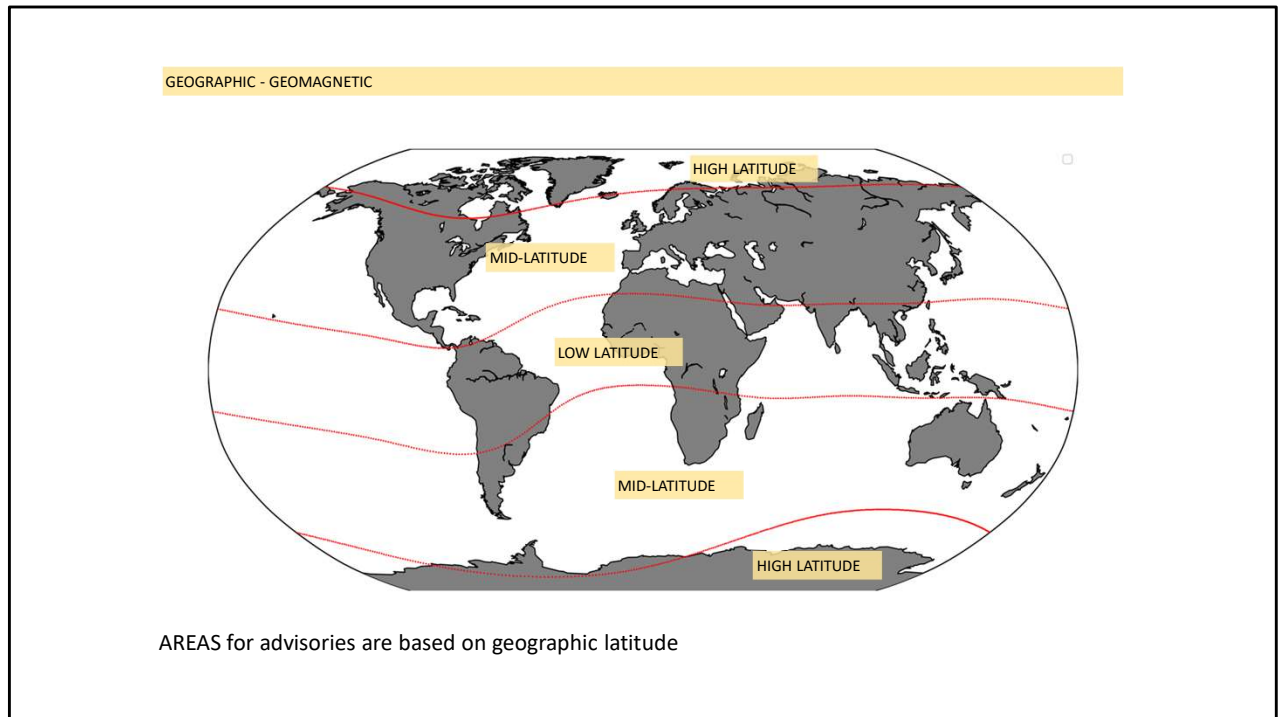 GEOGRAPHIC - GEOMAGNETIC
HIGH LATITUDE
MID-LATITUDE
LOW LATITUDE
MID-LATITUDE
HIGH LATITUDE
AREAS for advisories are based on geographic latitude